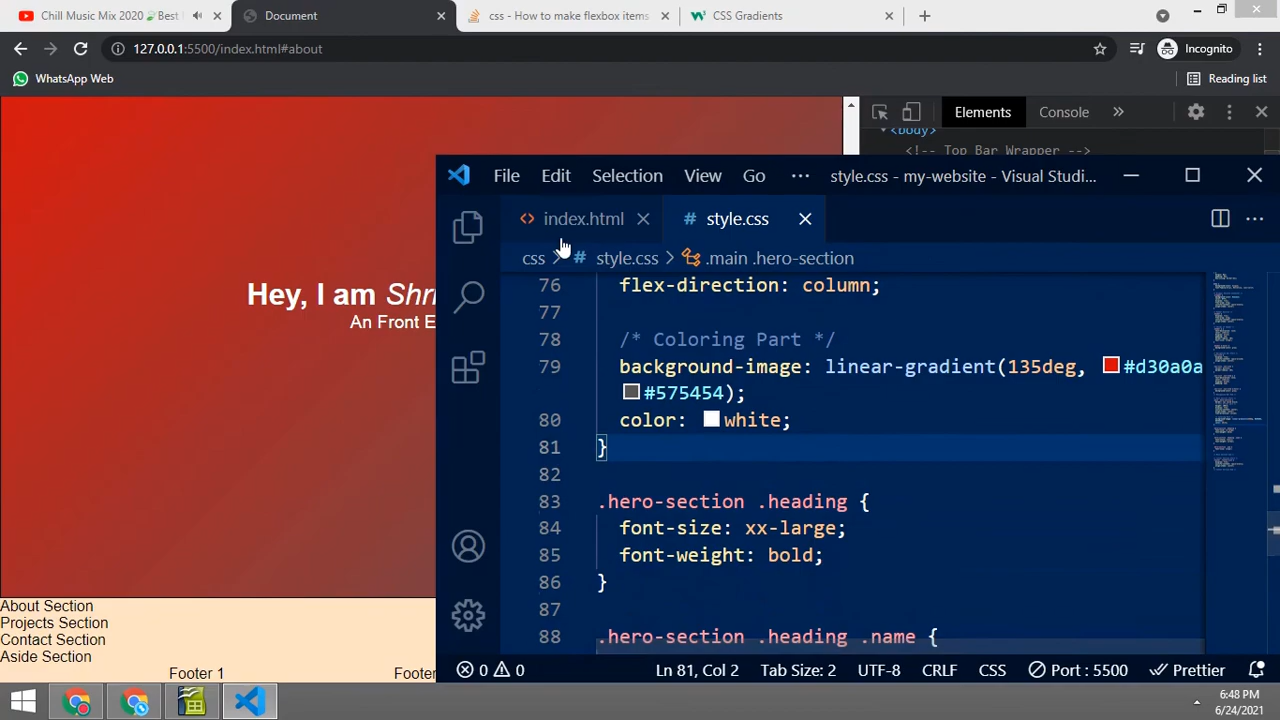 Chill Music Mix 2020 Best
Document
css - How to make flexbox items
CSS Gradients
127.0.0.1:5500/index.html#about
Incognito
WhatsApp Web
Reading list
Elements
Console
<body>
<!-- Top Bar Wrapper -->
File Edit Selection View Go ··· style.css - my-website - Visual Studi...
index.html
style.css
css > # style.css > .main .hero-section
76 flex-direction: column;
77
78 /* Coloring Part */
79 background-image: linear-gradient(135deg, #d30a0a
#575454);
80 color: white;
81 }
82
83 .hero-section .heading {
84 font-size: xx-large;
85 font-weight: bold;
86 }
87
88 .hero-section .heading .name {
Hey, I am Shri
An Front E
About Section
Projects Section
Contact Section
Aside Section
Footer 1
Footer
0 0 Ln 81, Col 2 Tab Size: 2 UTF-8 CRLF CSS Port : 5500 Prettier
6:48 PM
6/24/2021